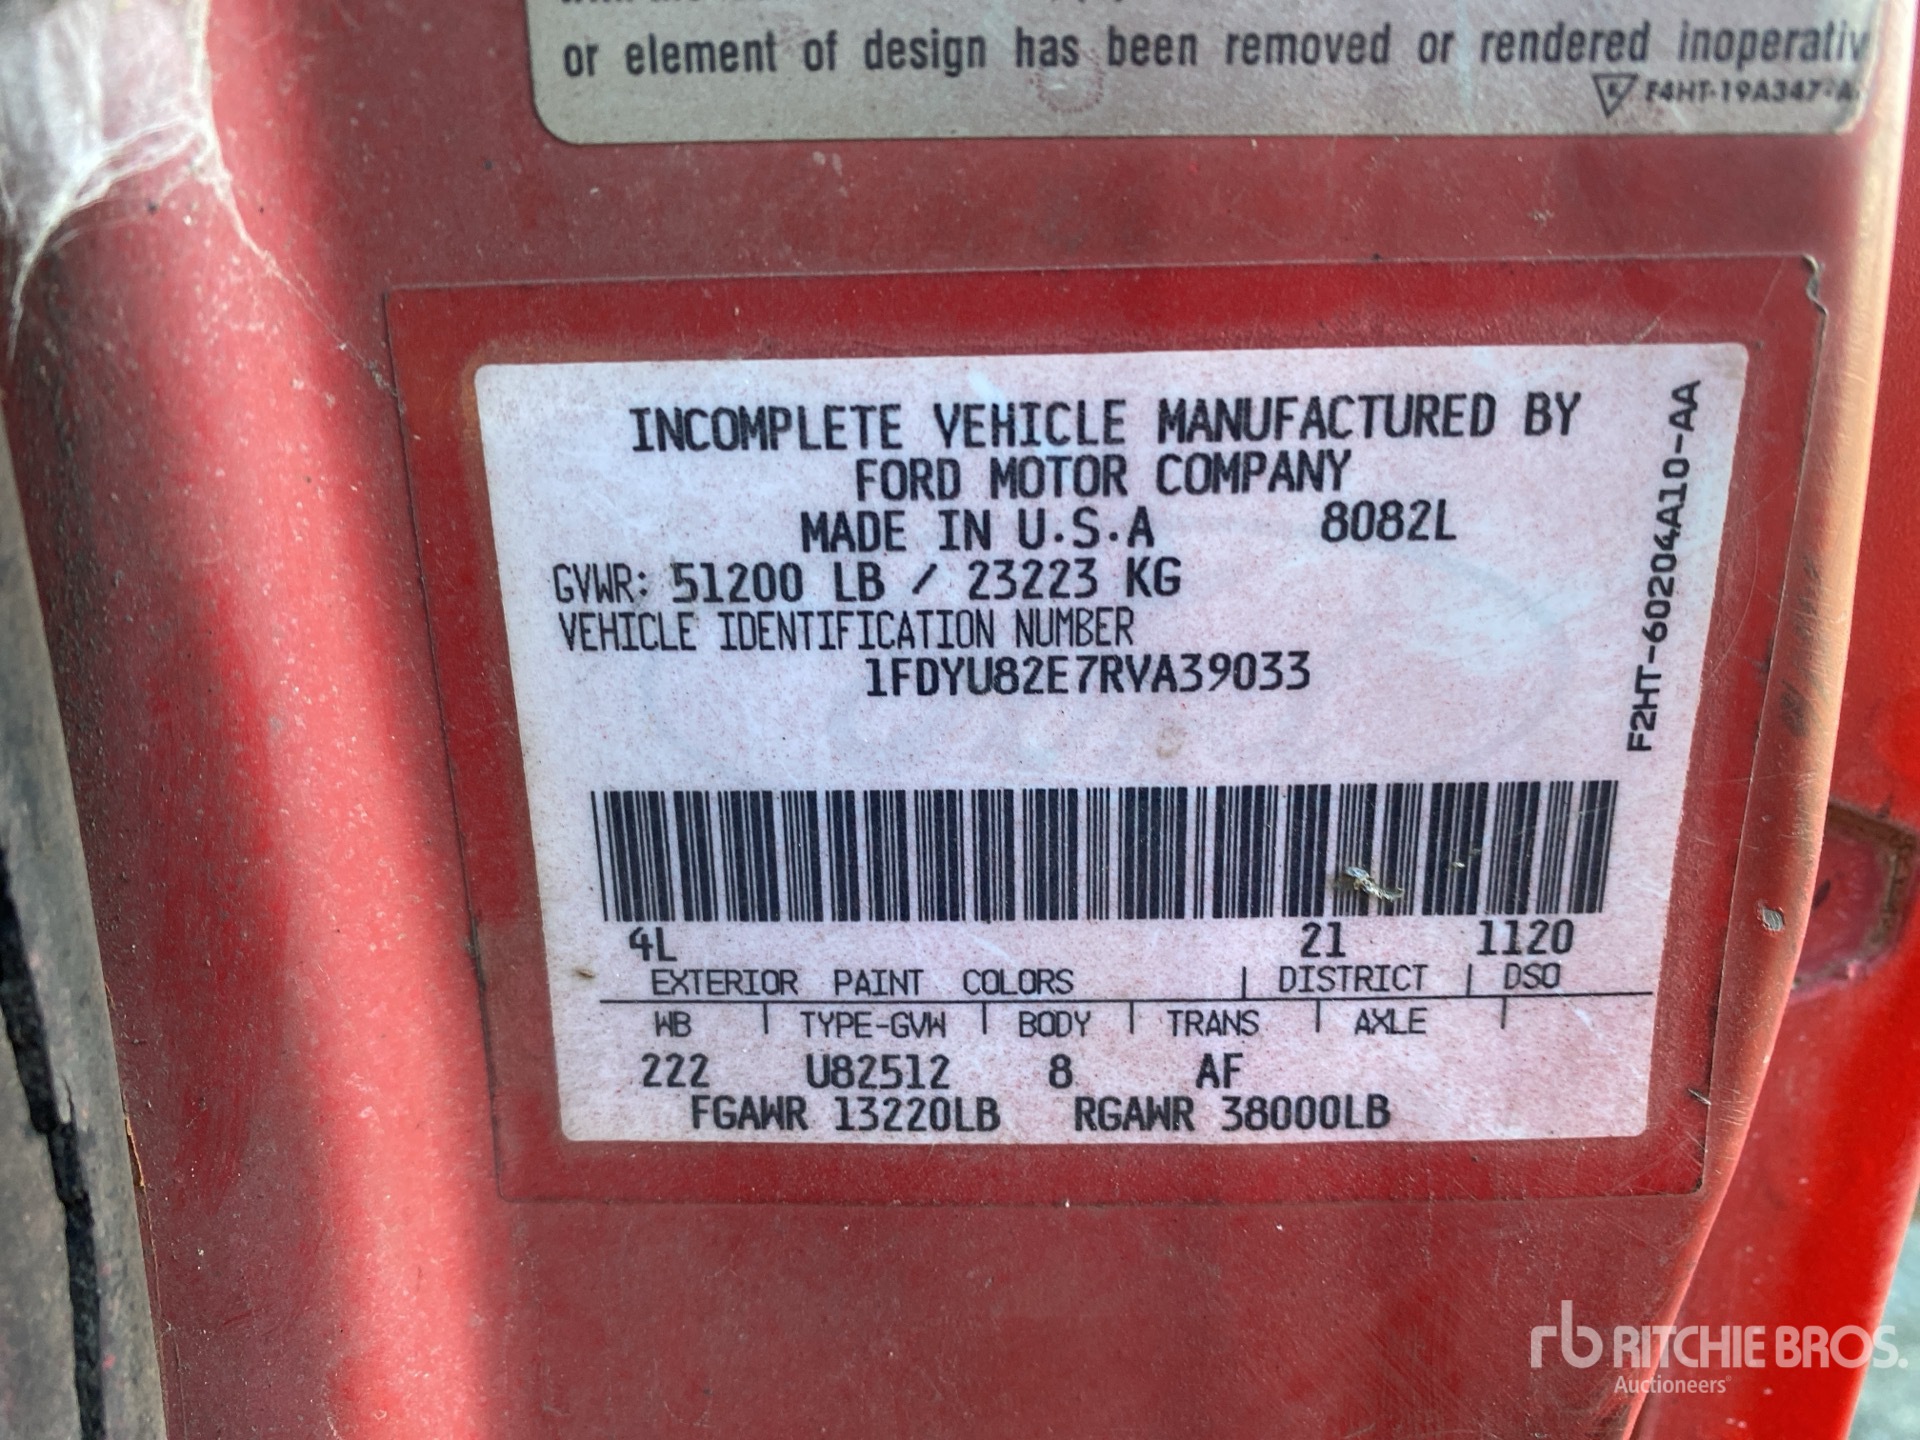 or element of design has been removed or rendered inoperativ
F4HT-19A347-A
INCOMPLETE VEHICLE MANUFACTURED BY
FORD MOTOR COMPANY
MADE IN U.S.A 8082L
GVWR: 51200 LB / 23223 KG
VEHICLE IDENTIFICATION NUMBER
1FDYU82E7RVA39033
F2HT-60204A10-AA
4L 21 1120
EXTERIOR PAINT COLORS | DISTRICT | DSO
WB | TYPE-GVW | BODY | TRANS | AXLE |
222 U82512 8 AF
FGAWR 13220LB RGAWR 38000LB
rb RITCHIE BROS.
Auctioneers